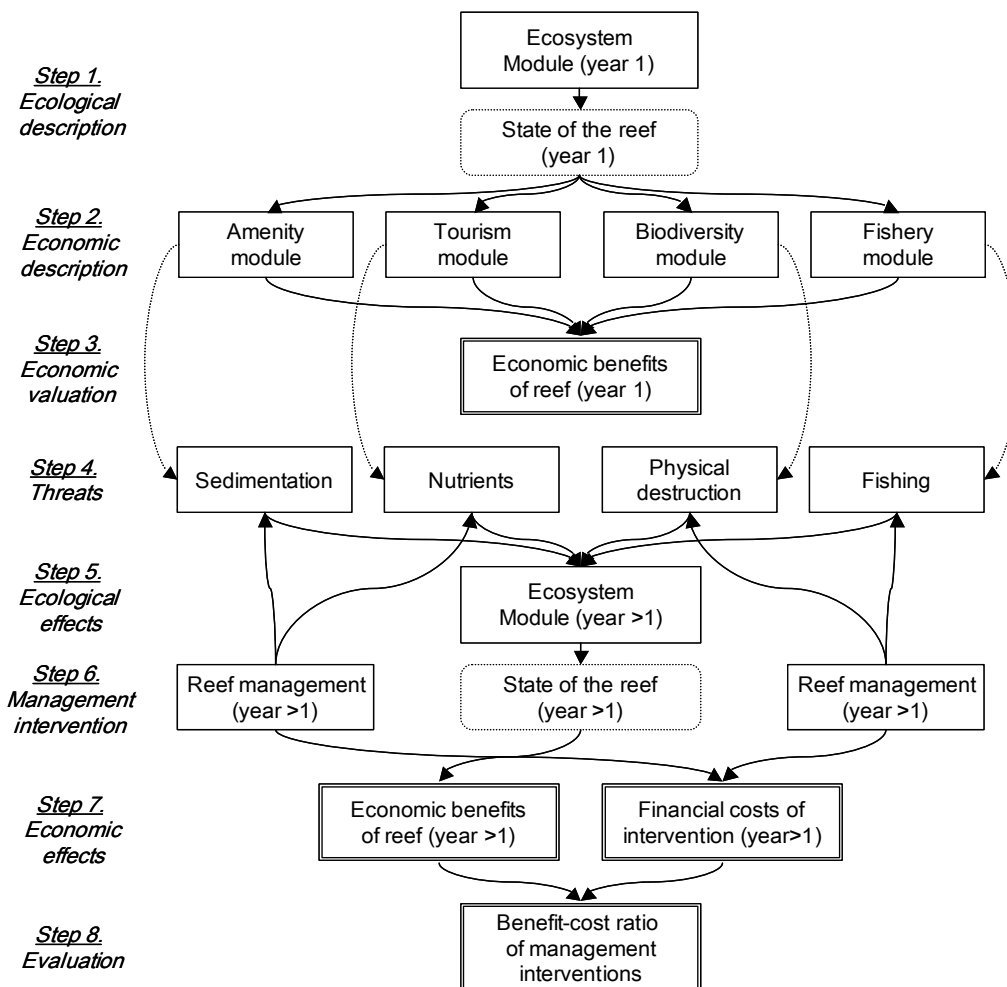 Step 1.
Ecological
description
Ecosystem
Module (year 1)
State of the reef
(year 1)
Step 2.
Economic
description
Amenity
module
Tourism
module
Biodiversity
module
Fishery
module
Step 3.
Economic
valuation
Economic benefits
of reef (year 1)
Step 4.
Threats
Sedimentation
Nutrients
Physical
destruction
Fishing
Step 5.
Ecological
effects
Ecosystem
Module (year >1)
Step 6.
Management
intervention
Reef management
(year >1)
State of the reef
(year >1)
Reef management
(year >1)
Step 7.
Economic
effects
Economic benefits
of reef (year >1)
Financial costs of
intervention (year>1)
Step 8.
Evaluation
Benefit-cost ratio
of management
interventions